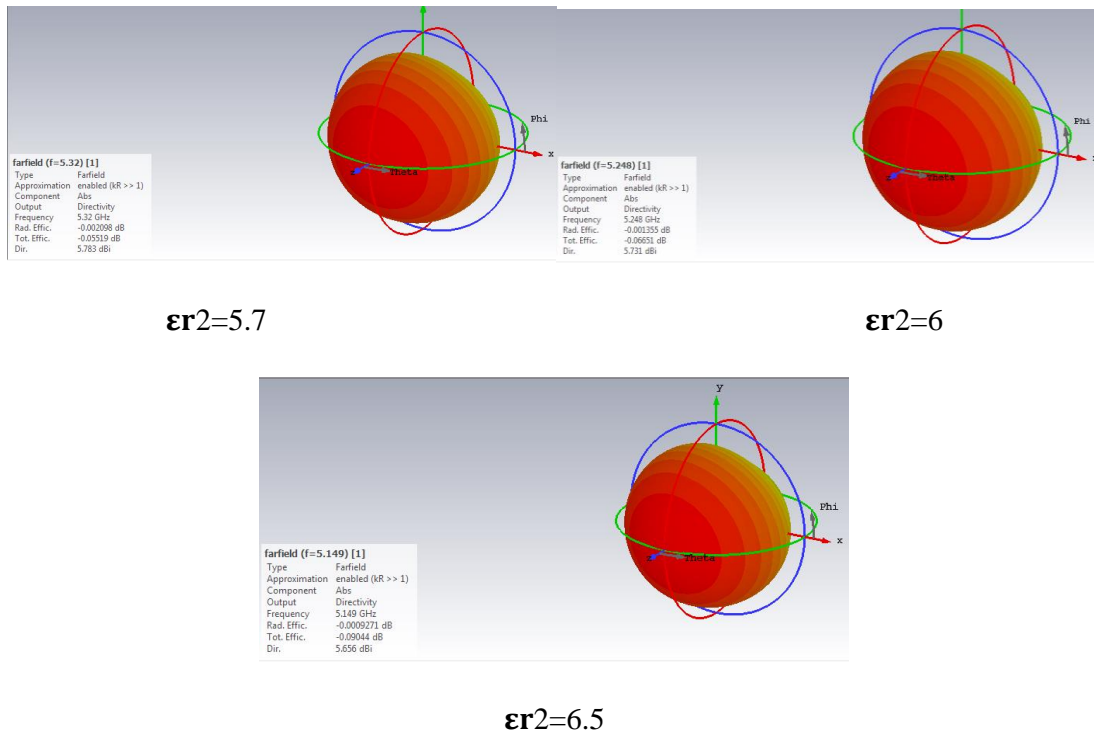 Phi
x
z Theta
farfield (f=5.32) [1]
Type Farfield
Approximation enabled (kR >> 1)
Component Abs
Output Directivity
Frequency 5.32 GHz
Rad. Effic. -0.002098 dB
Tot. Effic. -0.05519 dB
Dir. 5.783 dBi
εr2=5.7
Phi
x
z Theta
farfield (f=5.248) [1]
Type Farfield
Approximation enabled (kR >> 1)
Component Abs
Output Directivity
Frequency 5.248 GHz
Rad. Effic. -0.001355 dB
Tot. Effic. -0.06651 dB
Dir. 5.731 dBi
εr2=6
y
Phi
x
z Theta
farfield (f=5.149) [1]
Type Farfield
Approximation enabled (kR >> 1)
Component Abs
Output Directivity
Frequency 5.149 GHz
Rad. Effic. -0.0009271 dB
Tot. Effic. -0.09044 dB
Dir. 5.656 dBi
εr2=6.5